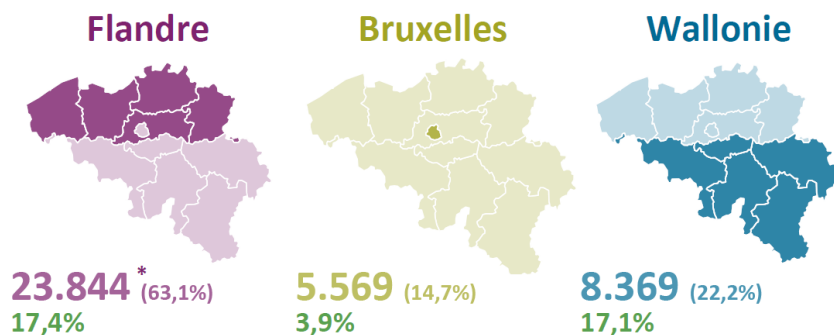 Flandre
Bruxelles
Wallonie
23.844 * (63,1%)
17,4%
5.569 (14,7%)
3,9%
8.369 (22,2%)
17,1%